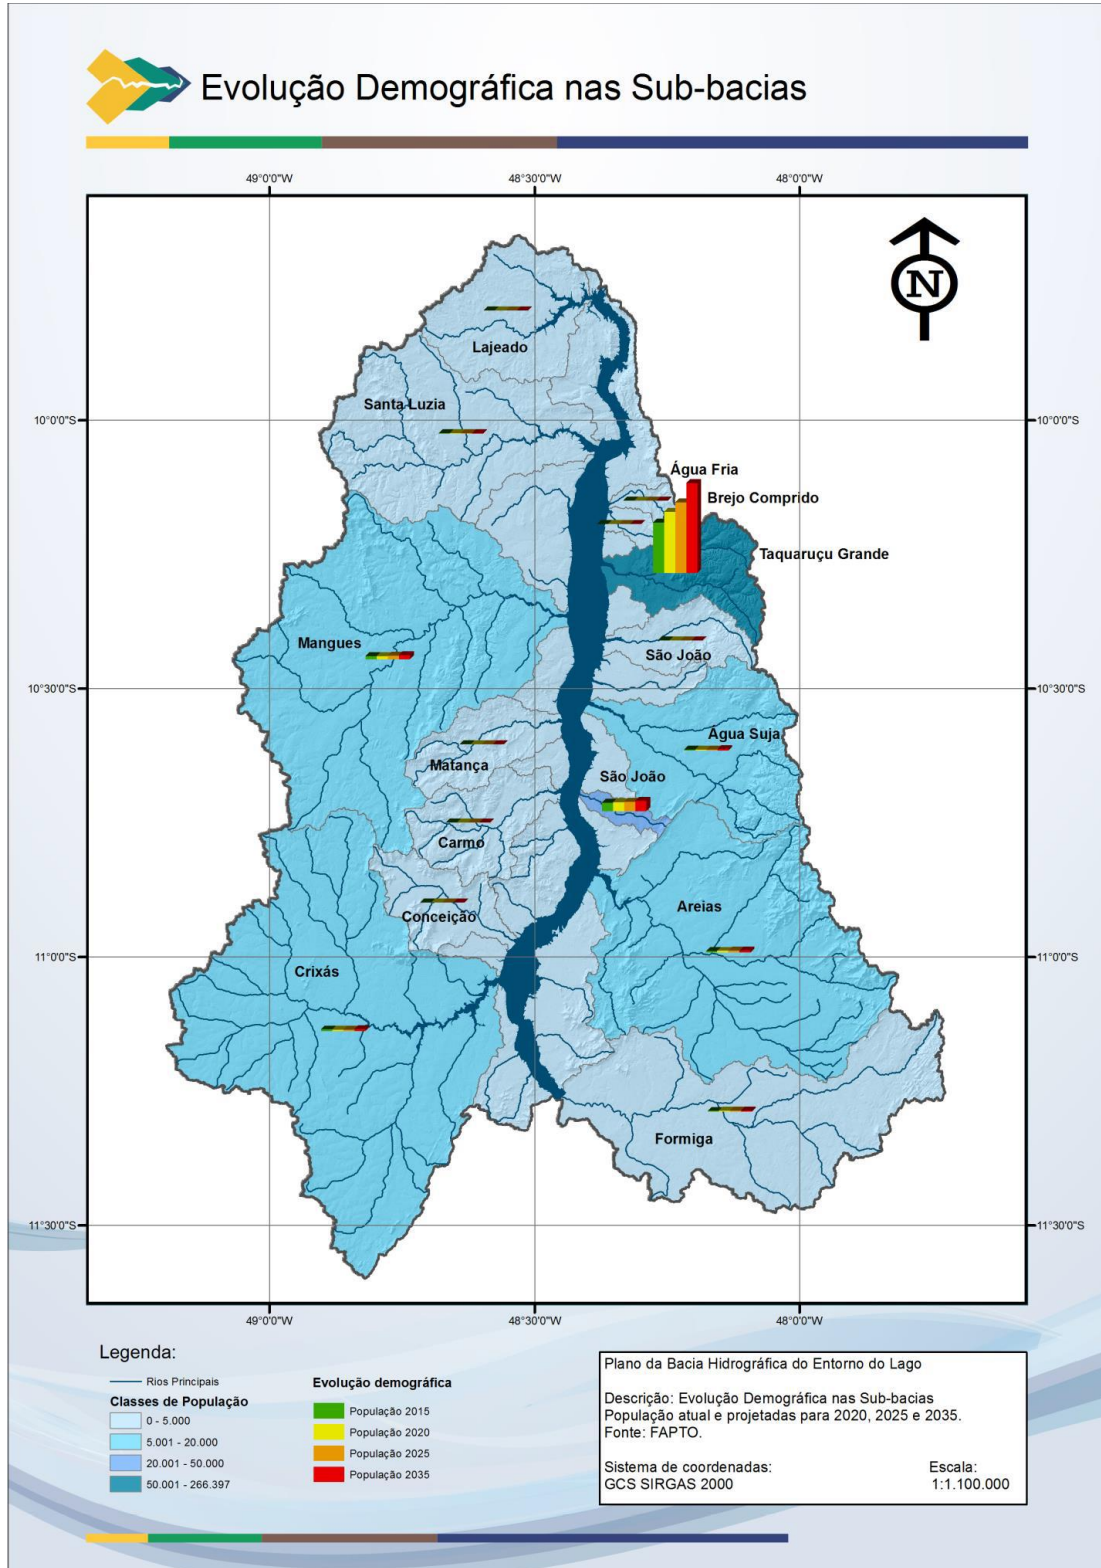 Evolução Demográfica nas Sub-bacias
49°0'0"W
48°30'0"W
48°0'0"W
N
Lajeado
Santa Luzia
10°0'0"S
10°0'0"S
Água Fria
Brejo Comprido
Taquaruçu Grande
Mangues
São João
10°30'0"S
10°30'0"S
Água Suja
Matança
São João
Carmo
Areias
Conceição
11°0'0"S
11°0'0"S
Crixás
Formiga
11°30'0"S
11°30'0"S
49°0'0"W
48°30'0"W
48°0'0"W
Legenda:
Rios Principais
Classes de População
0 - 5.000
5.001 - 20.000
20.001 - 50.000
50.001 - 266.397
Evolução demográfica
População 2015
População 2020
População 2025
População 2035
Plano da Bacia Hidrográfica do Entorno do Lago
Descrição: Evolução Demográfica nas Sub-bacias
População atual e projetadas para 2020, 2025 e 2035.
Fonte: FAPTO.
Sistema de coordenadas:
GCS SIRGAS 2000
Escala:
1:1.100.000